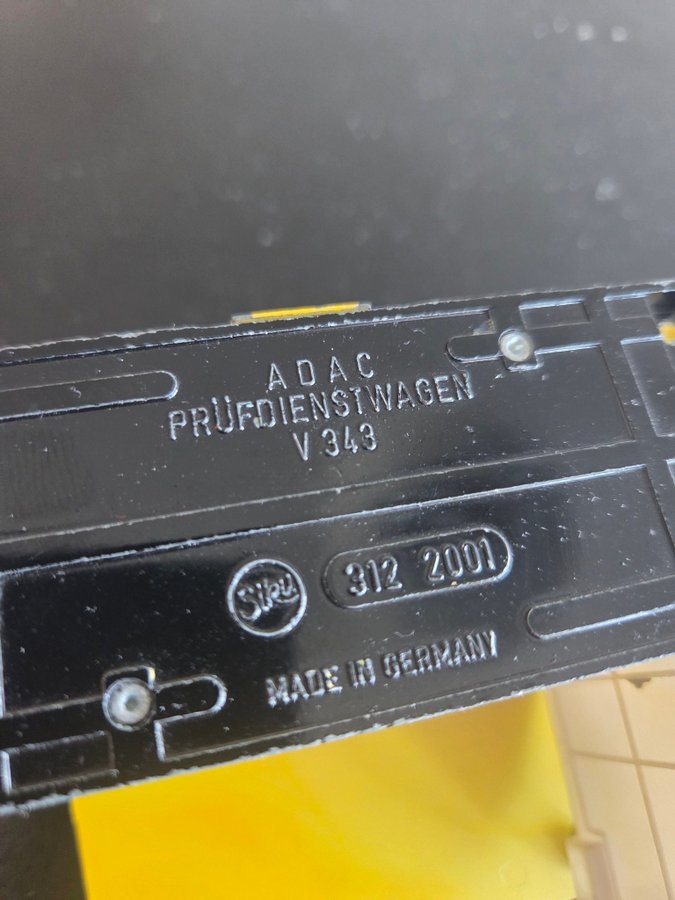 ADAC
PRÜFDIENSTWAGEN
V 343
Siku
312 2001
MADE IN GERMANY